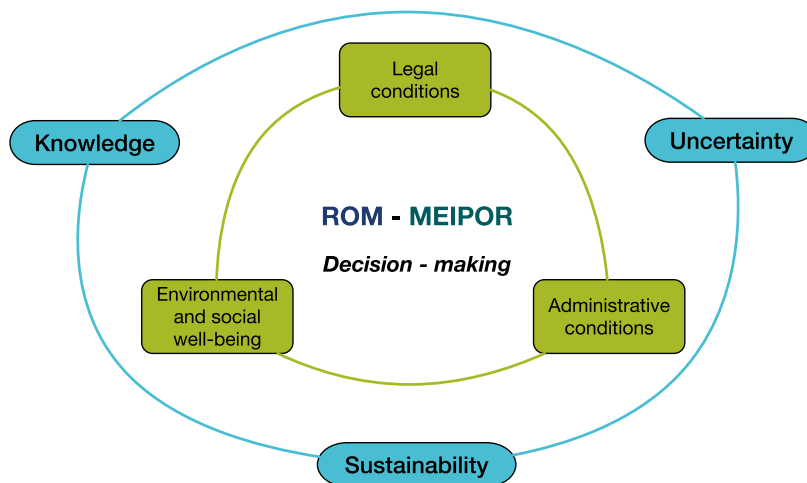 Legal
conditions
Knowledge
Uncertainty
ROM - MEIPOR
Decision - making
Environmental
and social
well-being
Administrative
conditions
Sustainability